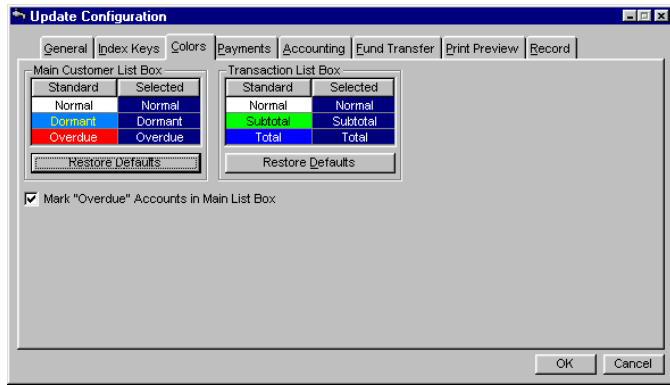 Update Configuration
General Index Keys Colors Payments Accounting Fund Transfer Print Preview Record
Main Customer List Box Transaction List Box
Standard Selected Standard Selected
Normal Normal Normal Normal
Dormant Dormant Subtotal Subtotal
Overdue Overdue Total Total
Restore Defaults Restore Defaults
Mark "Overdue" Accounts in Main List Box
OK Cancel